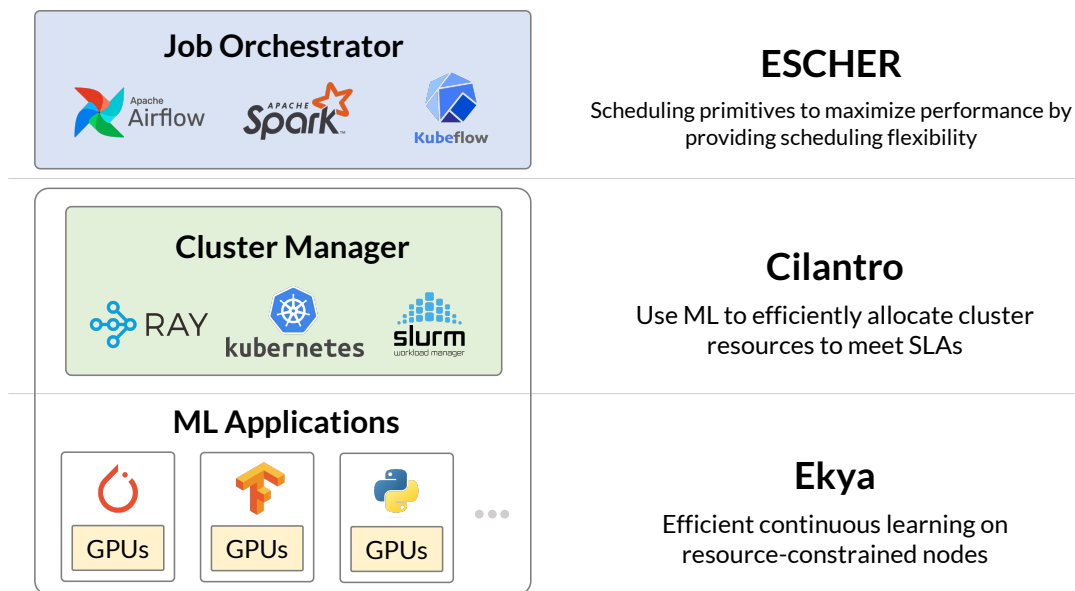 Job Orchestrator
Apache
Airflow
APACHE
Spark™
Kubeflow
ESCHER
Scheduling primitives to maximize performance by
providing scheduling flexibility
Cluster Manager
RAY
kubernetes
slurm
workload manager
Cilantro
Use ML to efficiently allocate cluster
resources to meet SLAs
ML Applications
GPUs
GPUs
GPUs
Ekya
Efficient continuous learning on
resource-constrained nodes